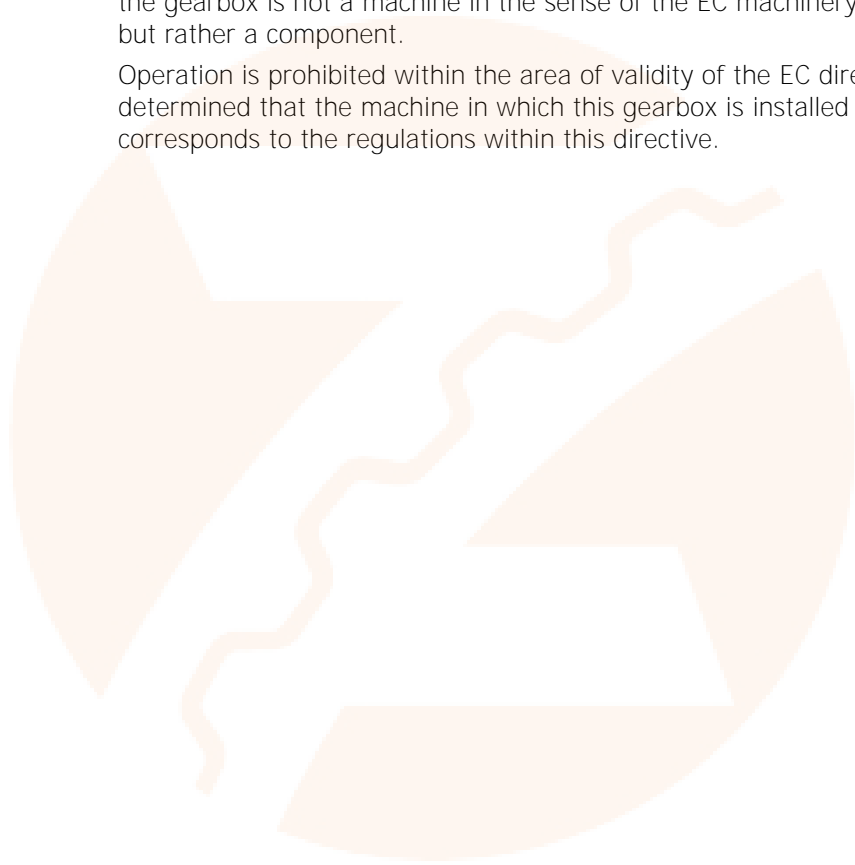 the gearbox is not a machine in the sense of the EC machinery
but rather a component.
Operation is prohibited within the area of validity of the EC
determined that the machine in which this gearbox is installed
corresponds to the regulations within this directive.